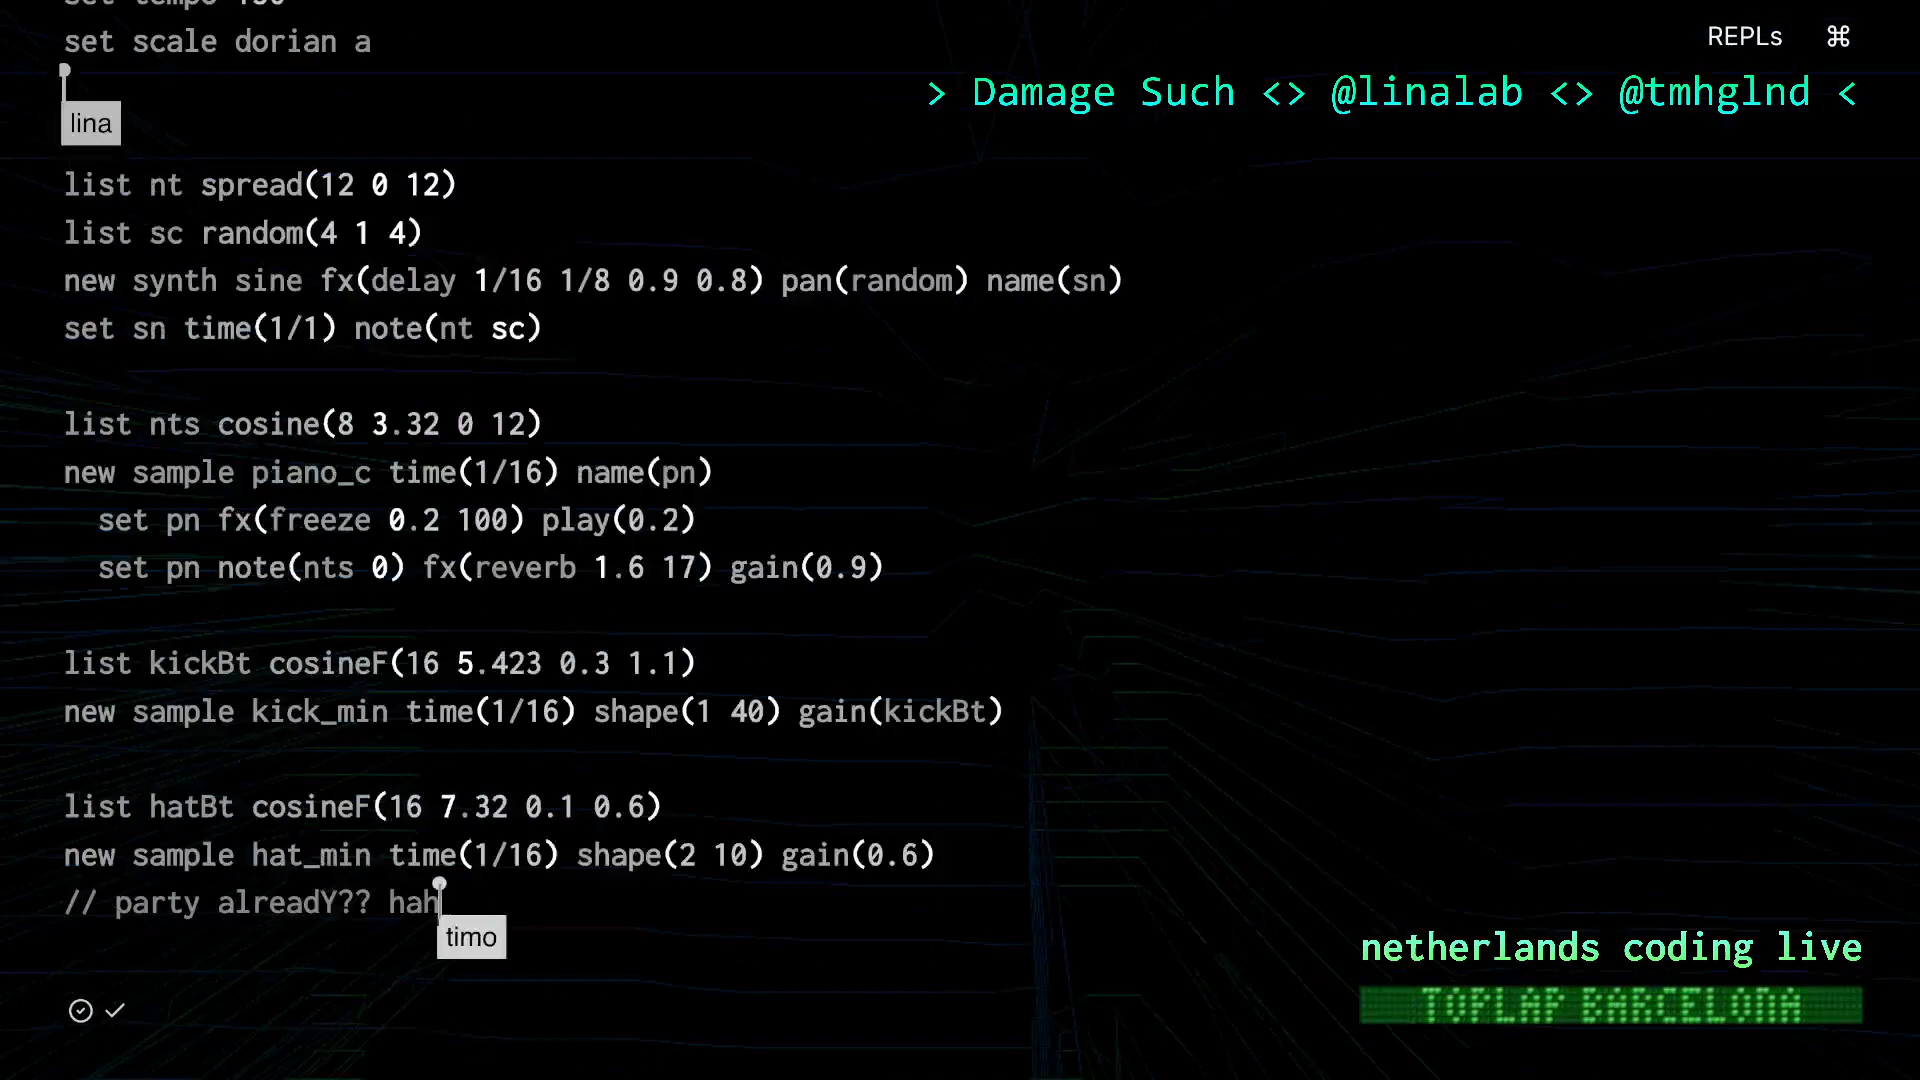 set tempo 130
set scale dorian a
REPLs ⌘
> Damage Such <> @linalab <> @tmhglnd <
lina
list nt spread(12 0 12)
list sc random(4 1 4)
new synth sine fx(delay 1/16 1/8 0.9 0.8) pan(random) name(sn)
set sn time(1/1) note(nt sc)
list nts cosine(8 3.32 0 12)
new sample piano_c time(1/16) name(pn)
set pn fx(freeze 0.2 100) play(0.2)
set pn note(nts 0) fx(reverb 1.6 17) gain(0.9)
list kickBt cosineF(16 5.423 0.3 1.1)
new sample kick_min time(1/16) shape(1 40) gain(kickBt)
list hatBt cosineF(16 7.32 0.1 0.6)
new sample hat_min time(1/16) shape(2 10) gain(0.6)
// party alreadY?? hah
timo
netherlands coding live
TOPLAP BARCELONA